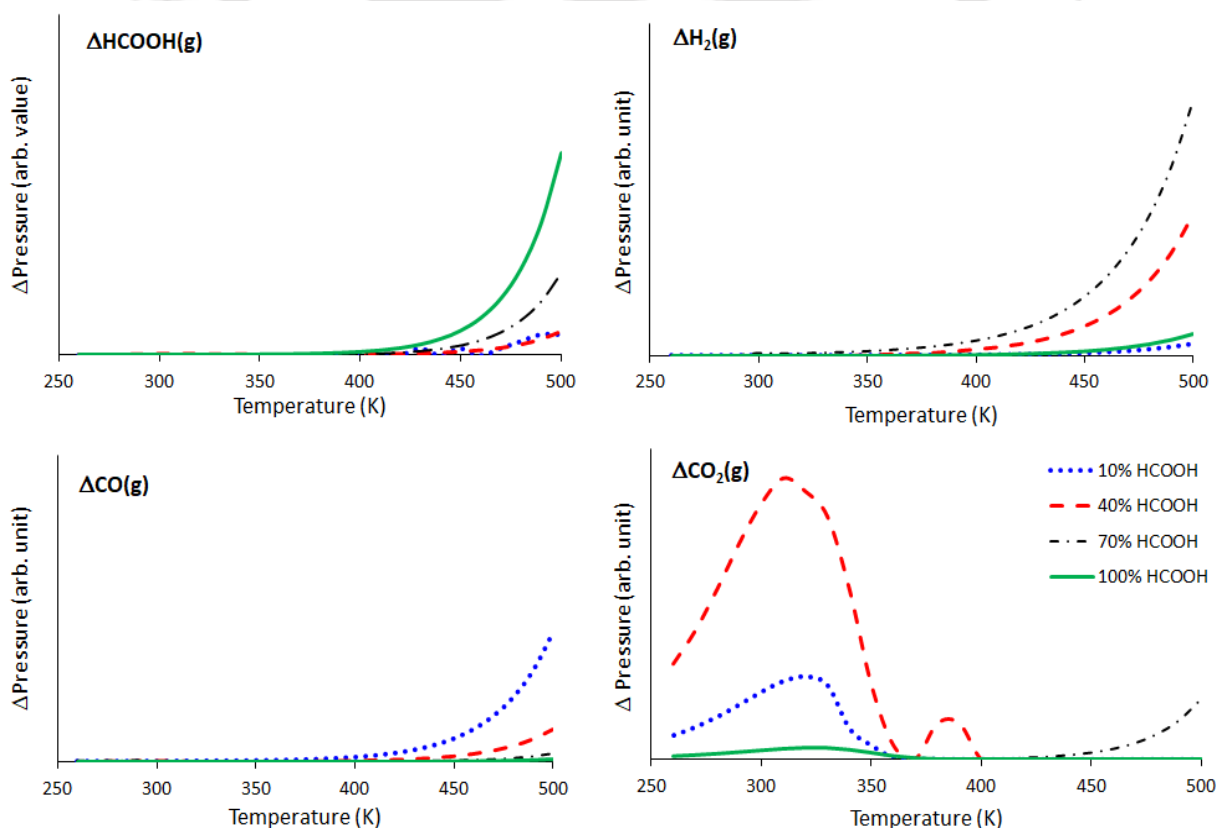 ΔHCOOH(g)
ΔPressure (arb. value)
250 300 350 400 450 500
Temperature (K)
ΔH₂(g)
ΔPressure (arb. unit)
250 300 350 400 450 500
Temperature (K)
ΔCO(g)
ΔPressure (arb. unit)
250 300 350 400 450 500
Temperature (K)
ΔCO₂(g)
Δ Pressure (arb. unit)
10% HCOOH
40% HCOOH
70% HCOOH
100% HCOOH
250 300 350 400 450 500
Temperature (K)